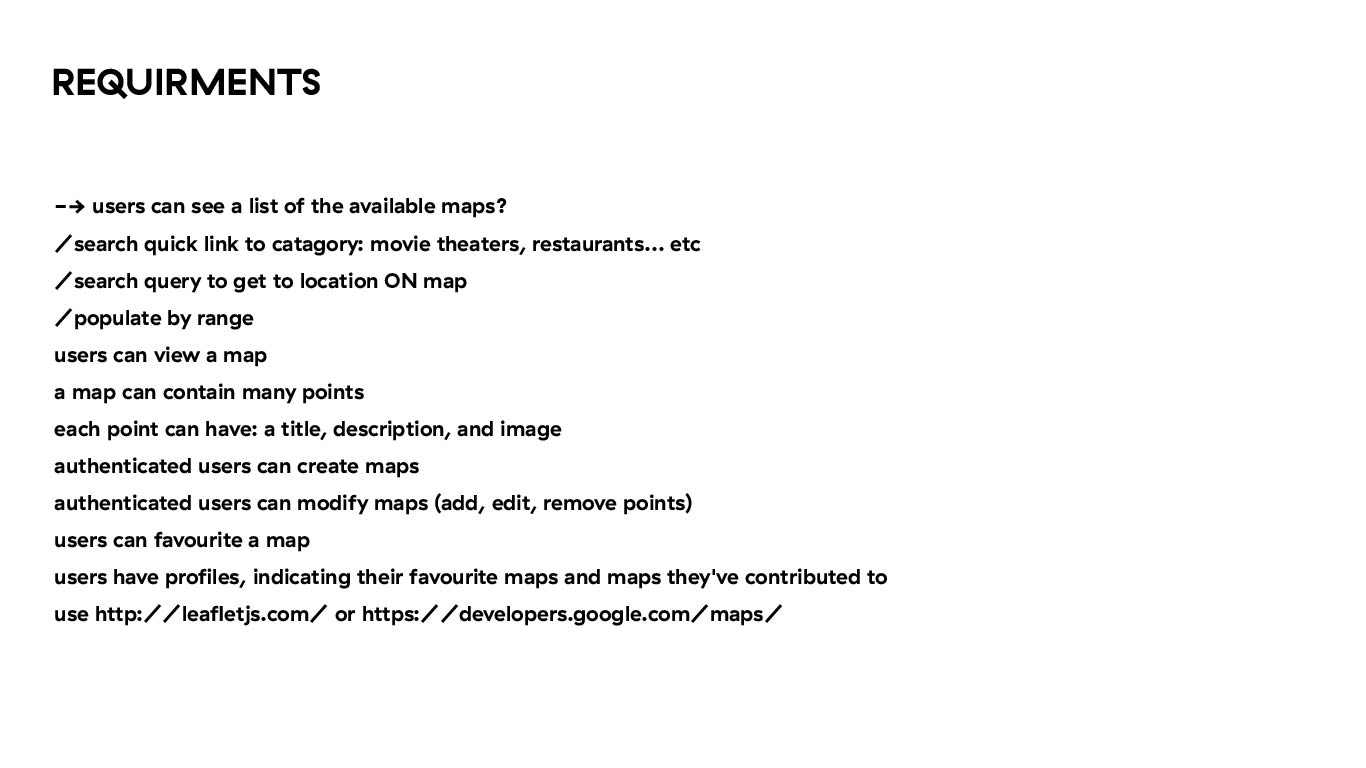 REQUIRMENTS
--> users can see a list of the available maps?
/search quick link to catagory: movie theaters, restaurants... etc
/search query to get to location ON map
/populate by range
users can view a map
a map can contain many points
each point can have: a title, description, and image
authenticated users can create maps
authenticated users can modify maps (add, edit, remove points)
users can favourite a map
users have profiles, indicating their favourite maps and maps they've contributed to
use http://leafletjs.com/ or https://developers.google.com/maps/